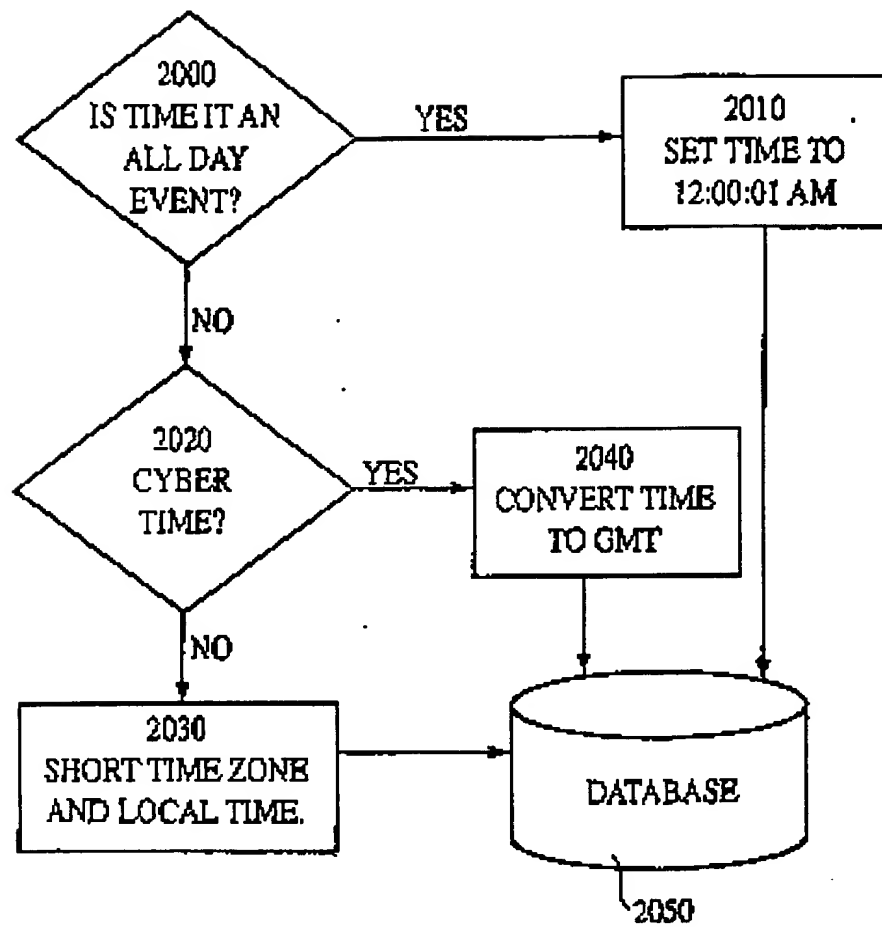 2000
IS TIME IT AN
ALL DAY
EVENT?
YES
2010
SET TIME TO
12:00:01 AM
NO
2020
CYBER
TIME?
YES
2040
CONVERT TIME
TO GMT
NO
2030
SHORT TIME ZONE
AND LOCAL TIME.
DATABASE
2050